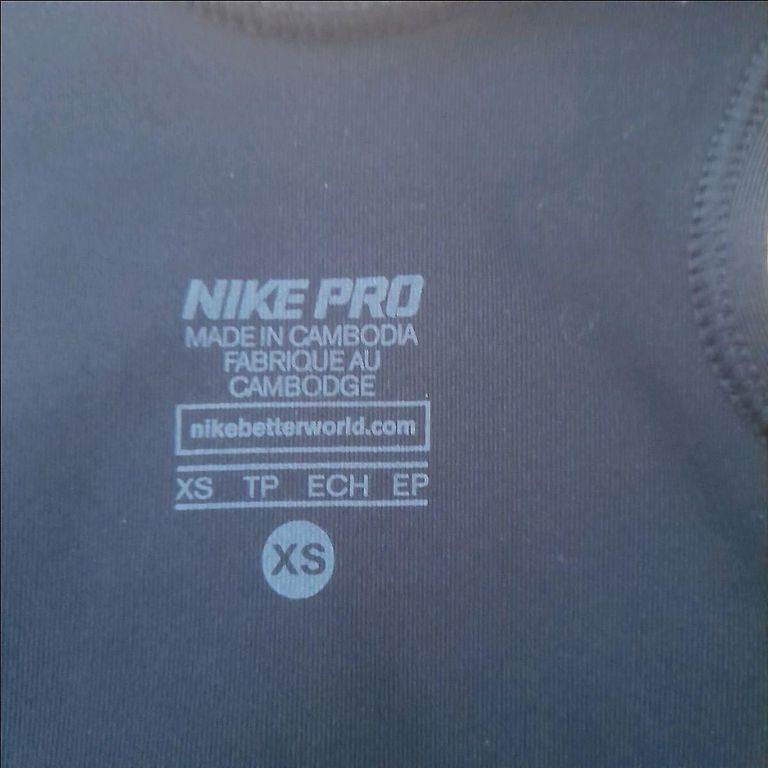 NIKE PRO
MADE IN CAMBODIA
FABRIQUE AU
CAMBODGE
nikebetterworld.com
XS TP ECH EP
XS